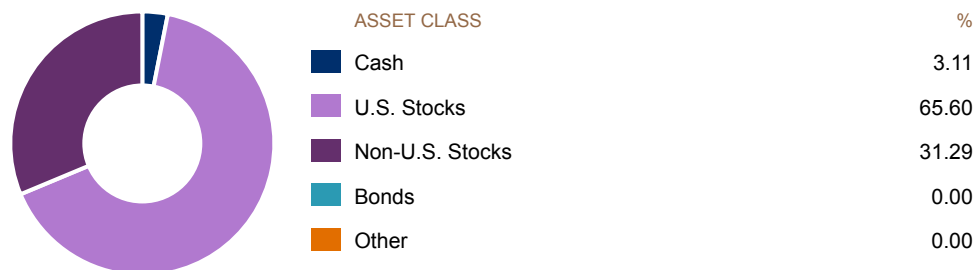 ASSET CLASS %
Cash 3.11
U.S. Stocks 65.60
Non-U.S. Stocks 31.29
Bonds 0.00
Other 0.00